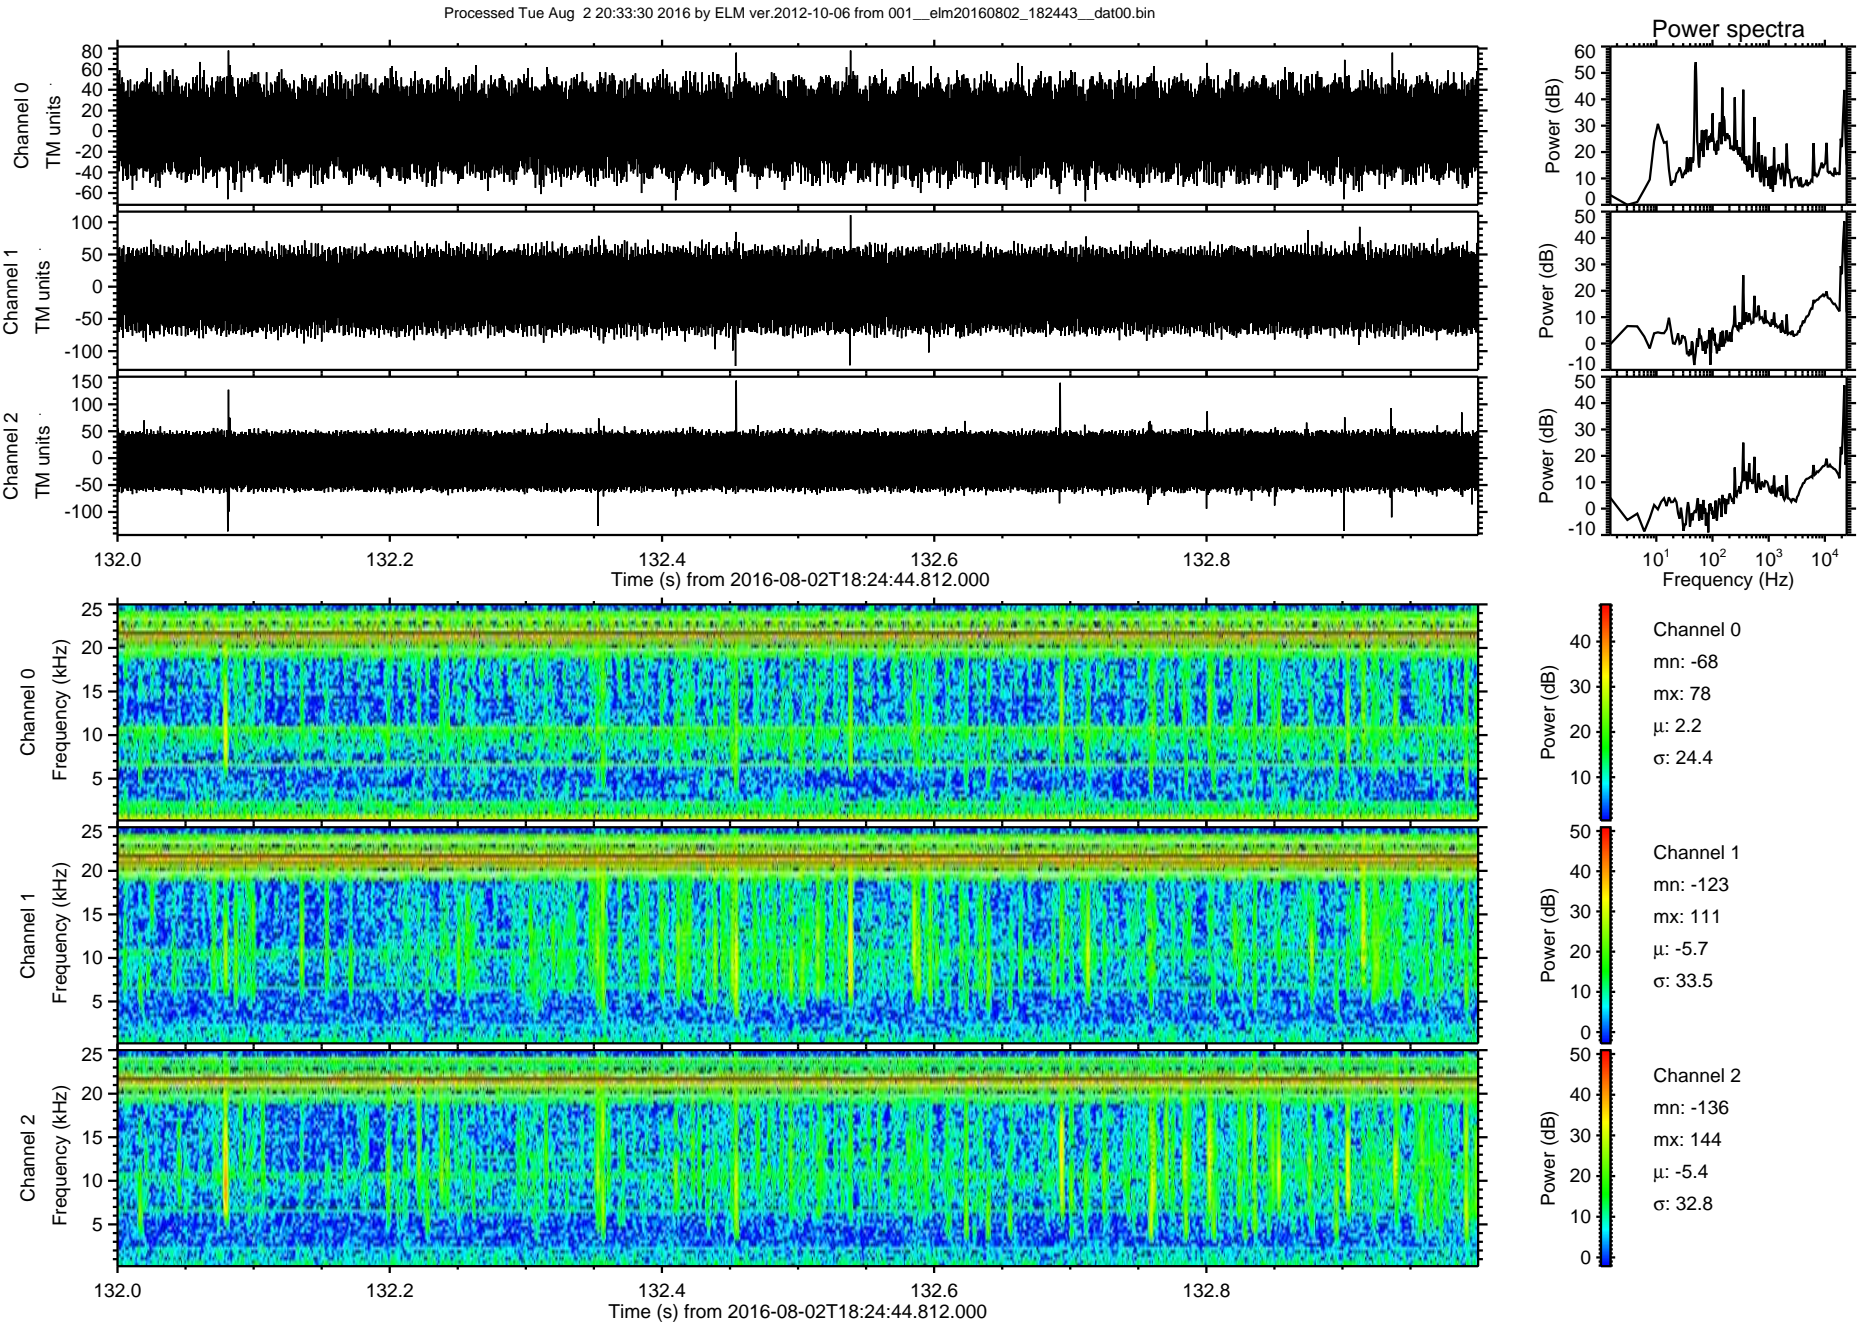 Processed Tue Aug  2 20:33:30 2016 by ELM ver.2012-10-06 from 001__elm20160802_182443__dat00.bin
Power spectra
Channel 0
TM units
80
60
40
20
0
-20
-40
-60
Power (dB)
60
50
40
30
20
10
0
Channel 1
TM units
100
50
0
-50
-100
Power (dB)
50
40
30
20
10
0
-10
Channel 2
TM units
150
100
50
0
-50
-100
Power (dB)
50
40
30
20
10
0
-10
132.0 132.2 132.4 132.6 132.8
Time (s) from 2016-08-02T18:24:44.812.000
10¹ 10² 10³ 10⁴
Frequency (Hz)
Channel 0
Frequency (kHz)
25
20
15
10
5
Power (dB)
40
30
20
10
Channel 0
mn: -68
mx: 78
μ: 2.2
σ: 24.4
Channel 1
Frequency (kHz)
25
20
15
10
5
Power (dB)
50
40
30
20
10
0
Channel 1
mn: -123
mx: 111
μ: -5.7
σ: 33.5
Channel 2
Frequency (kHz)
25
20
15
10
5
Power (dB)
50
40
30
20
10
0
Channel 2
mn: -136
mx: 144
μ: -5.4
σ: 32.8
132.0 132.2 132.4 132.6 132.8
Time (s) from 2016-08-02T18:24:44.812.000